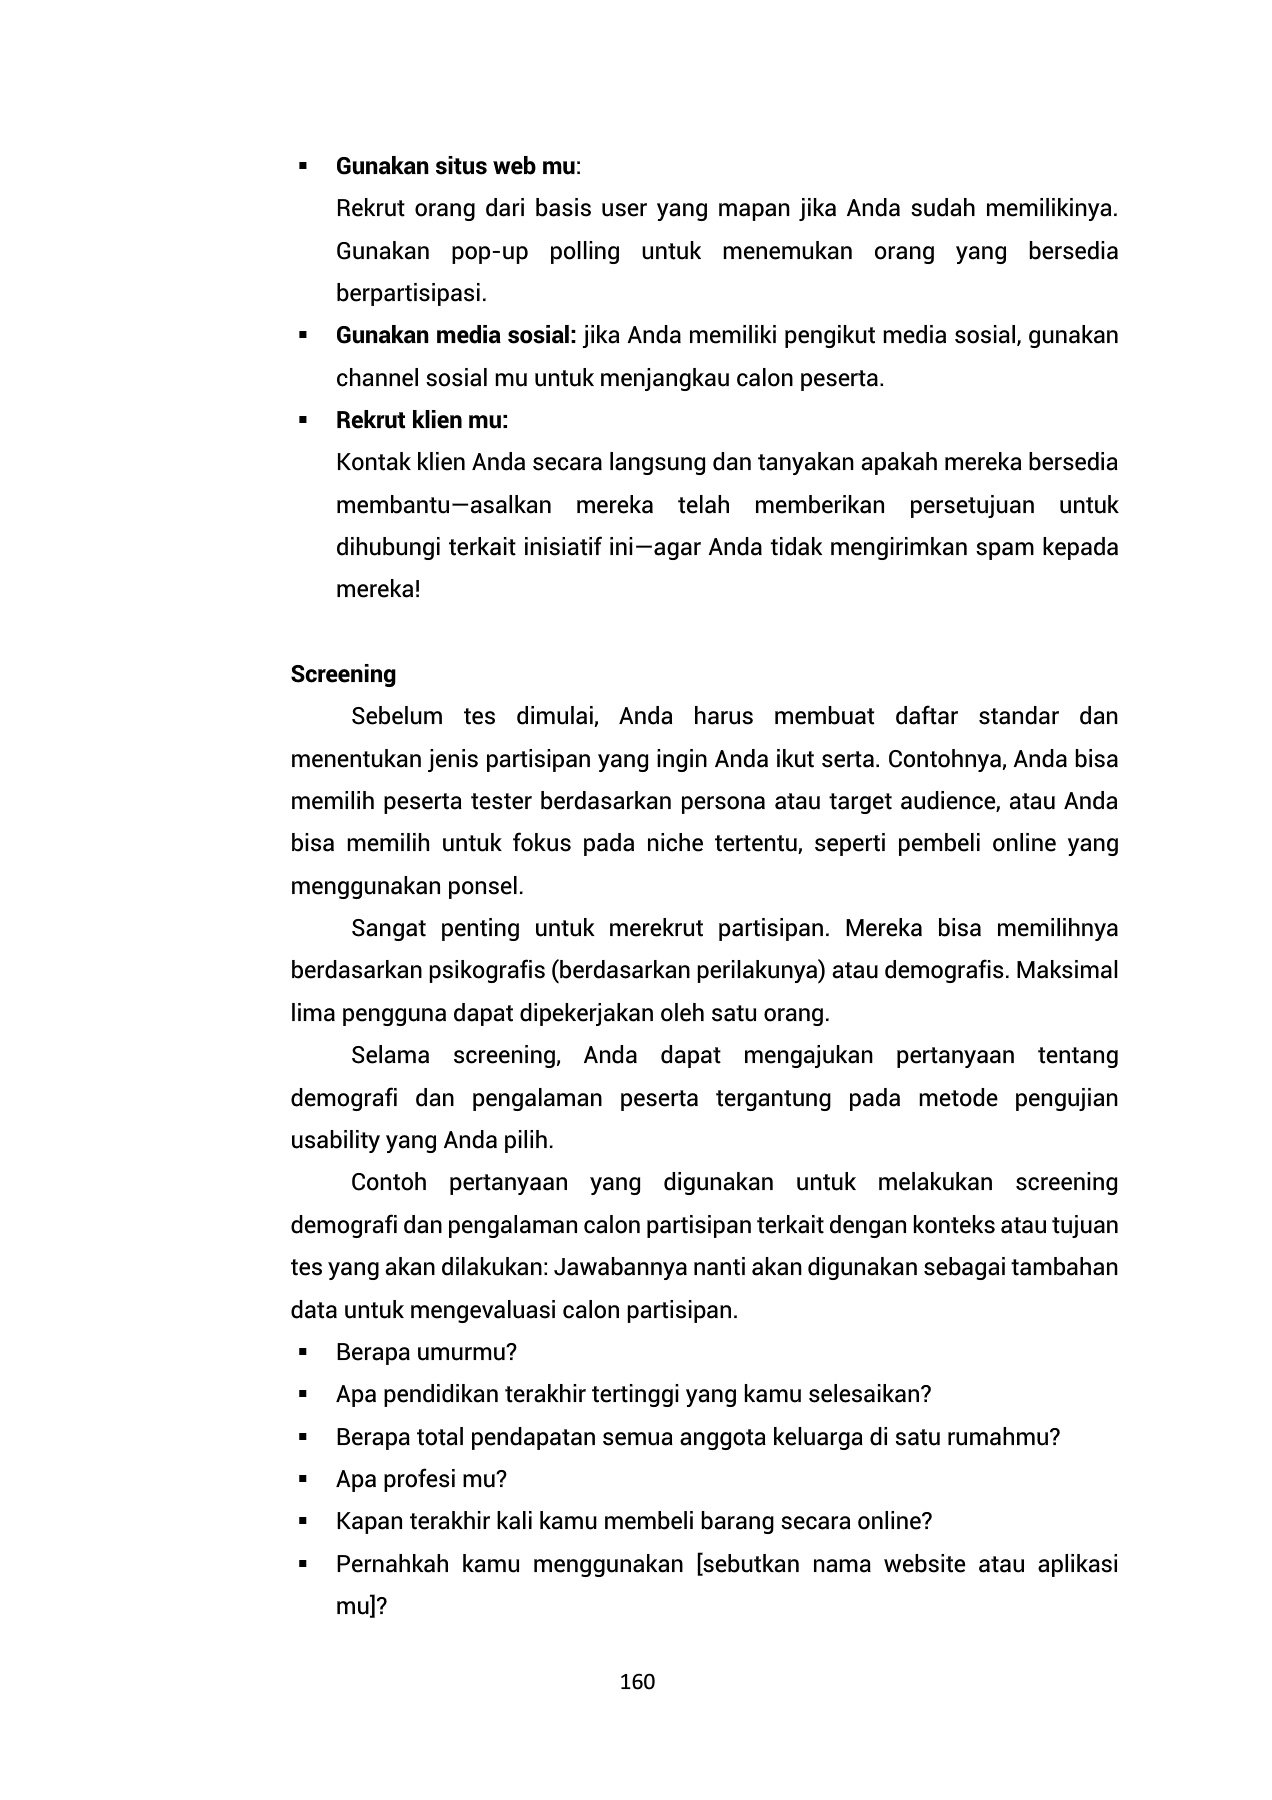 ▪ Gunakan situs web mu:
Rekrut orang dari basis user yang mapan jika Anda sudah memilikinya.
Gunakan pop-up polling untuk menemukan orang yang bersedia
berpartisipasi.
▪ Gunakan media sosial: jika Anda memiliki pengikut media sosial, gunakan
channel sosial mu untuk menjangkau calon peserta.
▪ Rekrut klien mu:
Kontak klien Anda secara langsung dan tanyakan apakah mereka bersedia
membantu—asalkan mereka telah memberikan persetujuan untuk
dihubungi terkait inisiatif ini—agar Anda tidak mengirimkan spam kepada
mereka!
Screening
Sebelum tes dimulai, Anda harus membuat daftar standar dan
menentukan jenis partisipan yang ingin Anda ikut serta. Contohnya, Anda bisa
memilih peserta tester berdasarkan persona atau target audience, atau Anda
bisa memilih untuk fokus pada niche tertentu, seperti pembeli online yang
menggunakan ponsel.
Sangat penting untuk merekrut partisipan. Mereka bisa memilihnya
berdasarkan psikografis (berdasarkan perilakunya) atau demografis. Maksimal
lima pengguna dapat dipekerjakan oleh satu orang.
Selama screening, Anda dapat mengajukan pertanyaan tentang
demografi dan pengalaman peserta tergantung pada metode pengujian
usability yang Anda pilih.
Contoh pertanyaan yang digunakan untuk melakukan screening
demografi dan pengalaman calon partisipan terkait dengan konteks atau tujuan
tes yang akan dilakukan: Jawabannya nanti akan digunakan sebagai tambahan
data untuk mengevaluasi calon partisipan.
▪ Berapa umurmu?
▪ Apa pendidikan terakhir tertinggi yang kamu selesaikan?
▪ Berapa total pendapatan semua anggota keluarga di satu rumahmu?
▪ Apa profesi mu?
▪ Kapan terakhir kali kamu membeli barang secara online?
▪ Pernahkah kamu menggunakan [sebutkan nama website atau aplikasi
mu]?
160